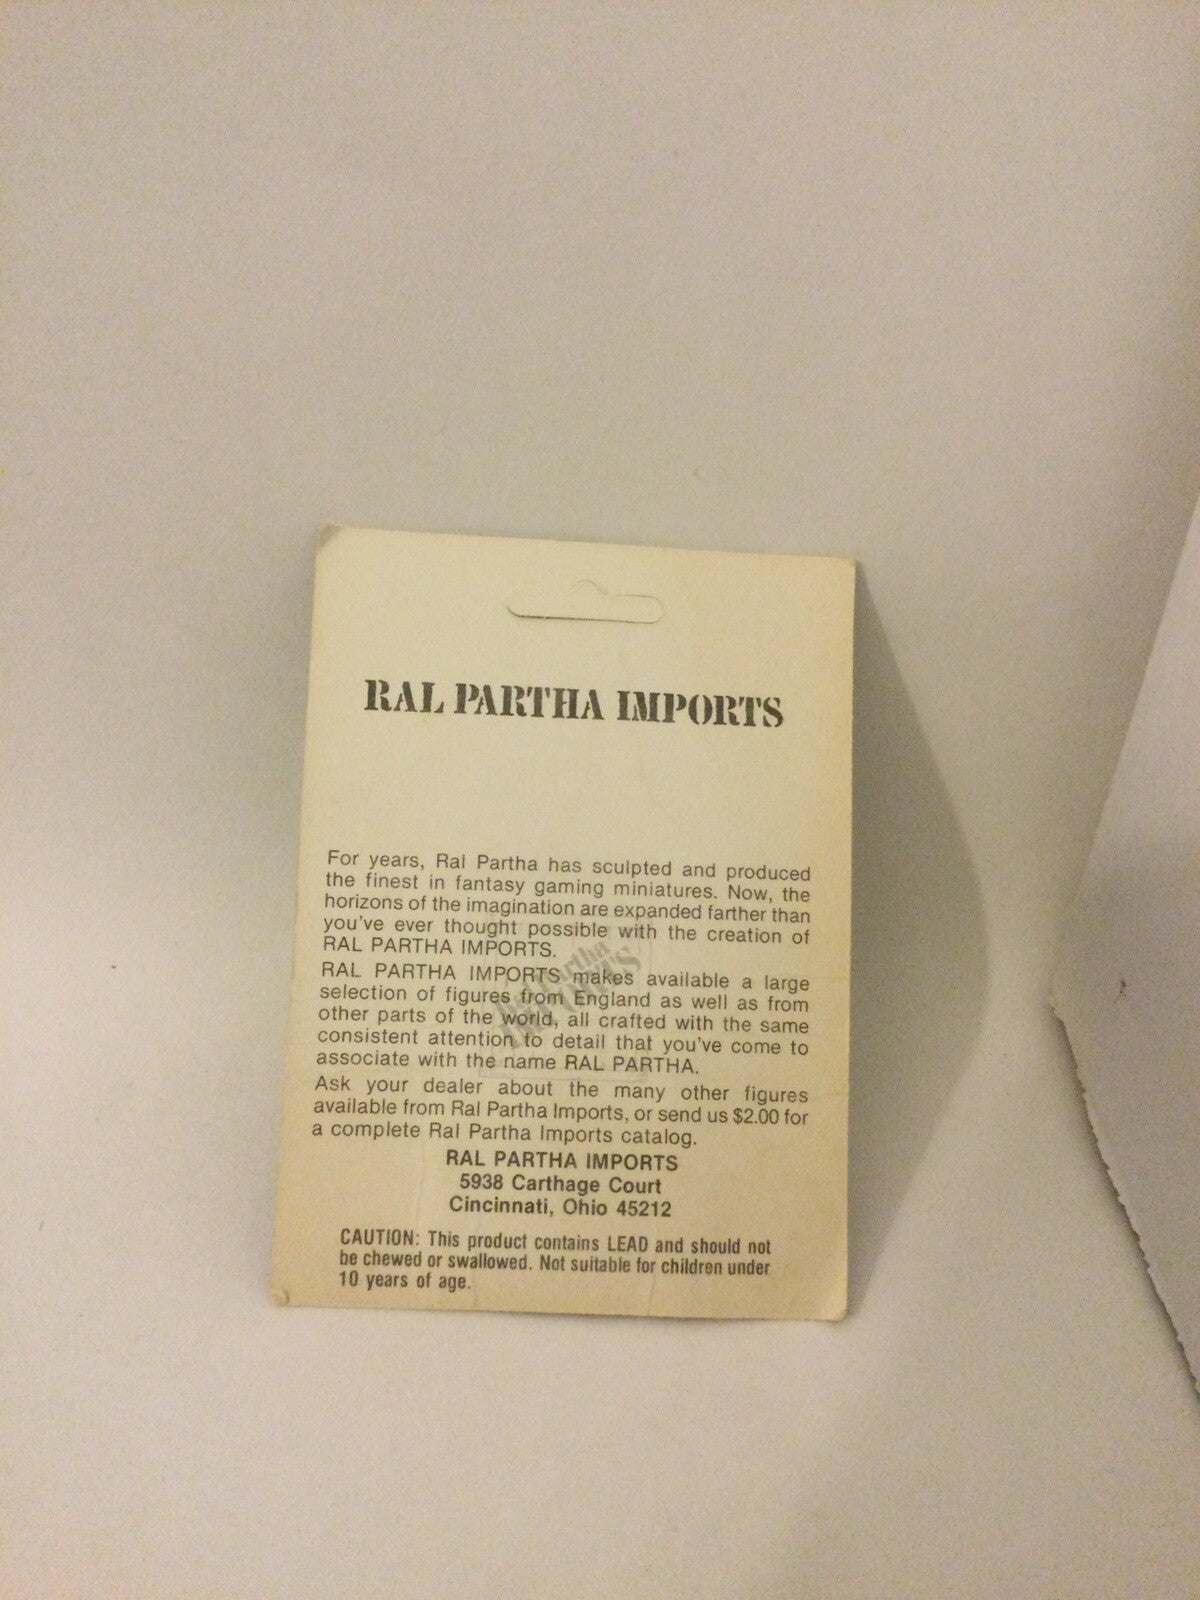 RAL PARTHA IMPORTS
For years, Ral Partha has sculpted and produced
the finest in fantasy gaming miniatures. Now, the
horizons of the imagination are expanded farther than
you've ever thought possible with the creation of
RAL PARTHA IMPORTS.
RAL PARTHA IMPORTS makes available a large
selection of figures from England as well as from
other parts of the world, all crafted with the same
consistent attention to detail that you've come to
associate with the name RAL PARTHA.
Ask your dealer about the many other figures
available from Ral Partha Imports, or send us $2.00 for
a complete Ral Partha Imports catalog.
RAL PARTHA IMPORTS
5938 Carthage Court
Cincinnati, Ohio 45212
CAUTION: This product contains LEAD and should not
be chewed or swallowed. Not suitable for children under
10 years of age.